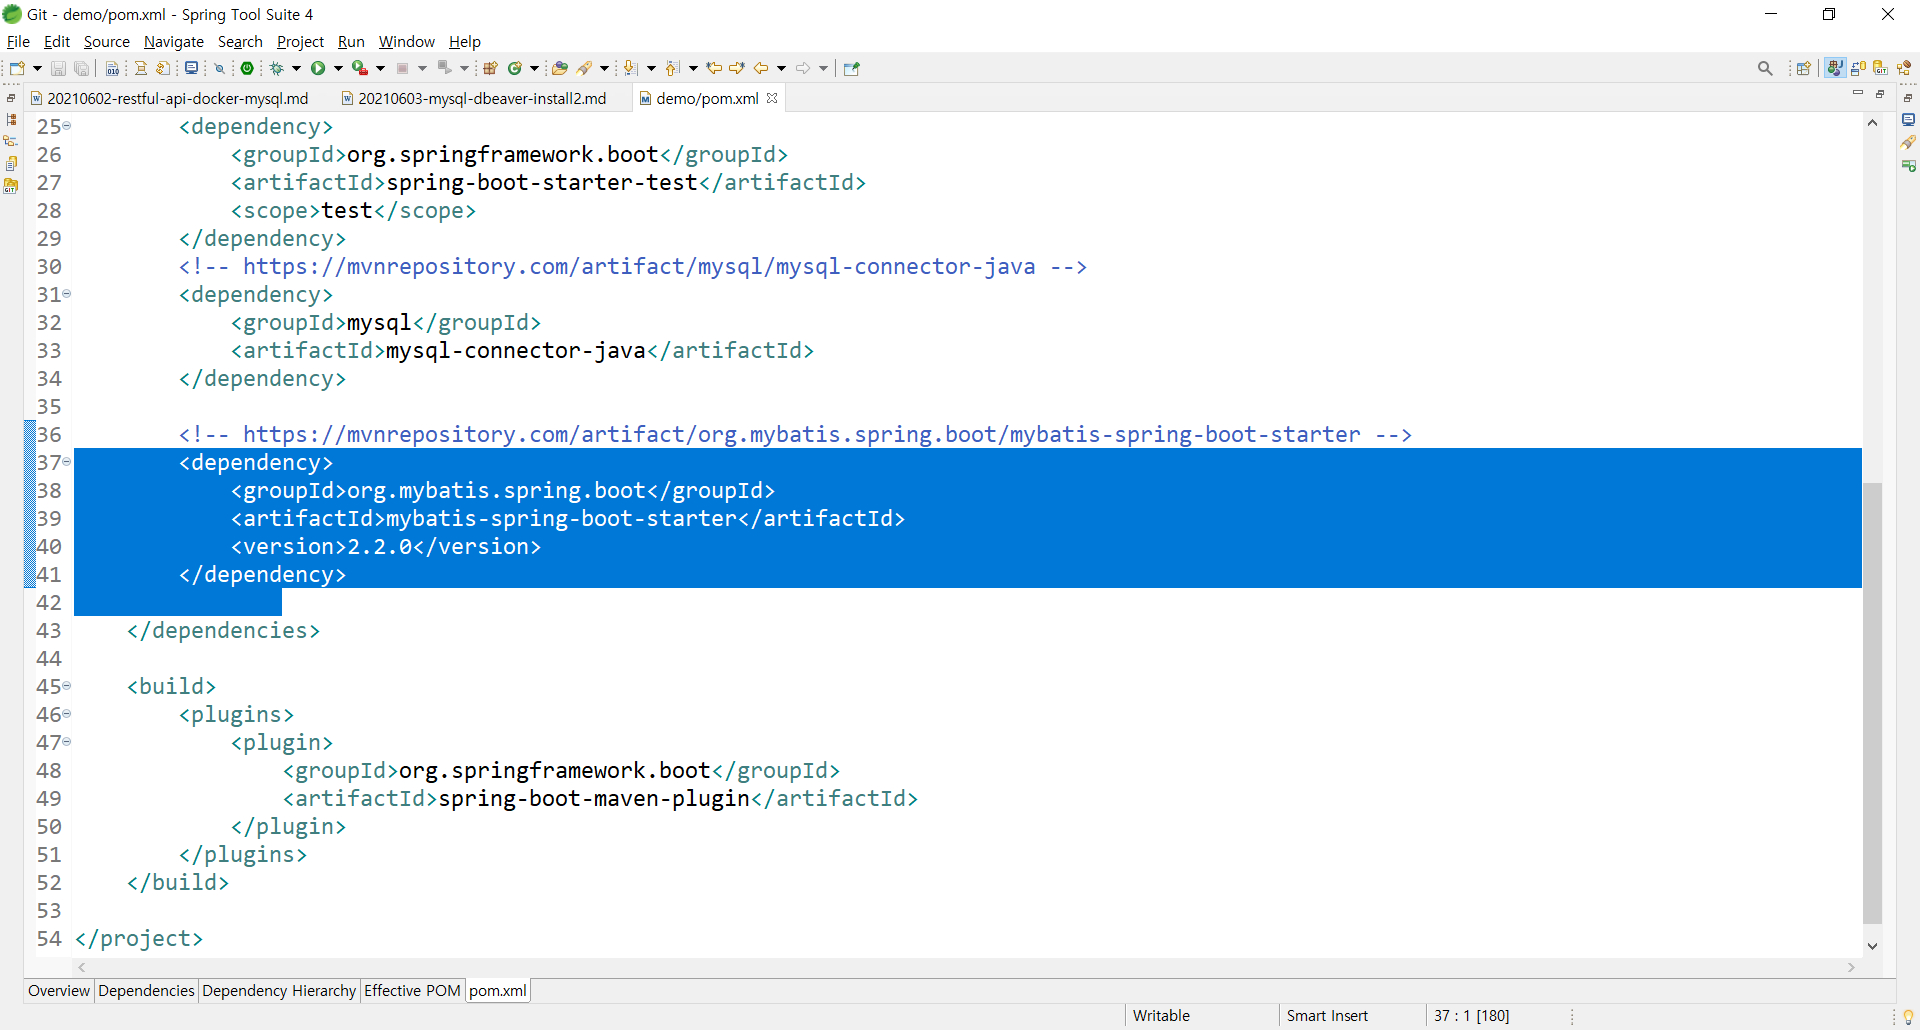 Git - demo/pom.xml - Spring Tool Suite 4
File Edit Source Navigate Search Project Run Window Help
20210602-restful-api-docker-mysql.md 20210603-mysql-dbeaver-install2.md demo/pom.xml
25 <dependency>
26 <groupId>org.springframework.boot</groupId>
27 <artifactId>spring-boot-starter-test</artifactId>
28 <scope>test</scope>
29 </dependency>
30 <!-- https://mvnrepository.com/artifact/mysql/mysql-connector-java -->
31 <dependency>
32 <groupId>mysql</groupId>
33 <artifactId>mysql-connector-java</artifactId>
34 </dependency>
35
36 <!-- https://mvnrepository.com/artifact/org.mybatis.spring.boot/mybatis-spring-boot-starter -->
37 <dependency>
38 <groupId>org.mybatis.spring.boot</groupId>
39 <artifactId>mybatis-spring-boot-starter</artifactId>
40 <version>2.2.0</version>
41 </dependency>
42
43 </dependencies>
44
45 <build>
46 <plugins>
47 <plugin>
48 <groupId>org.springframework.boot</groupId>
49 <artifactId>spring-boot-maven-plugin</artifactId>
50 </plugin>
51 </plugins>
52 </build>
53
54 </project>
Overview Dependencies Dependency Hierarchy Effective POM pom.xml
Writable Smart Insert 37 : 1 [180]